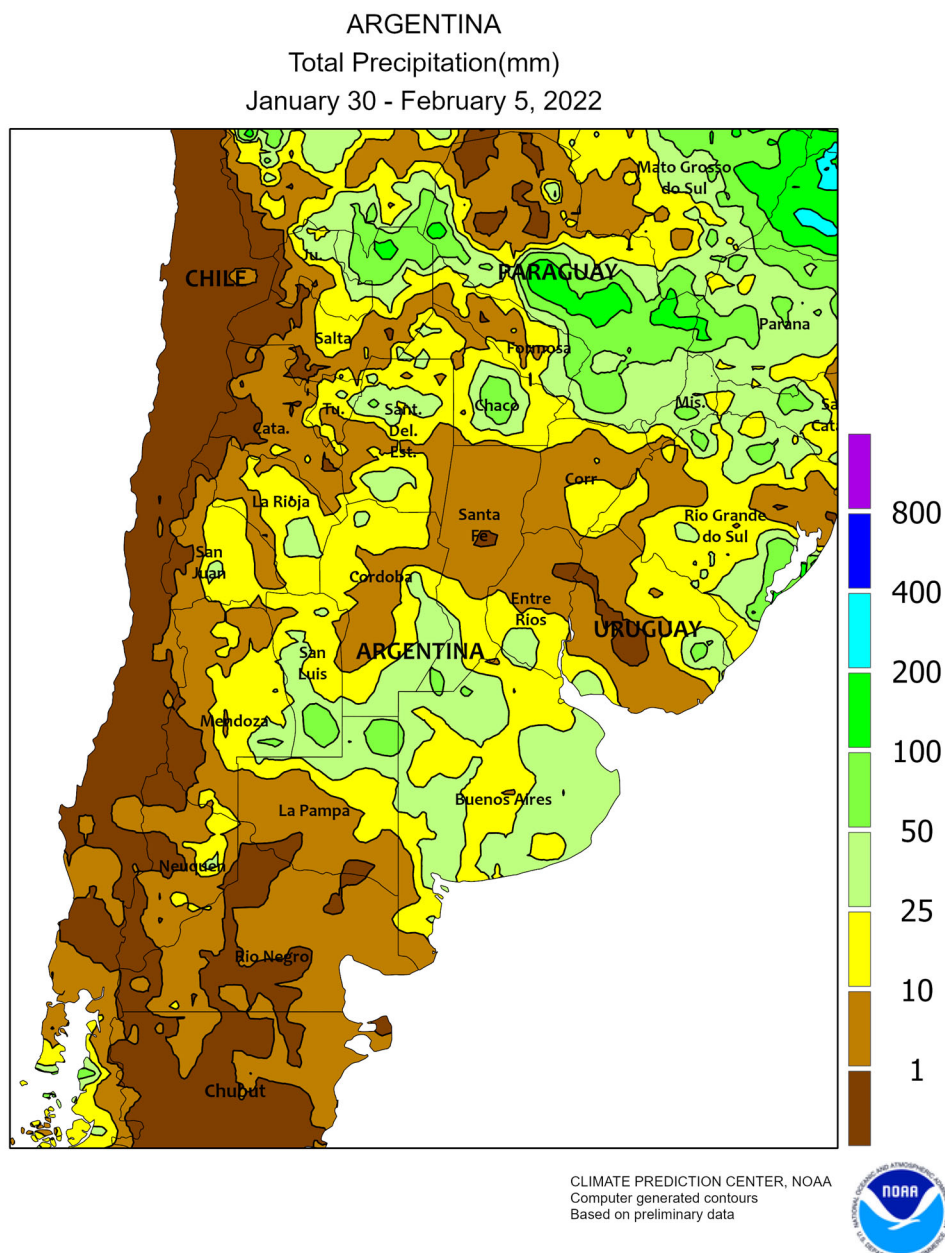 ARGENTINA
Total Precipitation(mm)
January 30 - February 5, 2022
Mato Grosso
do Sul
Ju.
CHILE
PARAGUAY
Parana
Salta
Formosa
Tu.
Sant.
Del.
Est.
Chaco
Mis.
Sa
Cat.
Cata.
La Rioja
Corr
Santa
Fe
Rio Grande
do Sul
San
Juan
Cordoba
Entre
Rios
URUGUAY
ARGENTINA
San
Luis
Mendoza
La Pampa
Buenos Aires
Neuquen
Rio Negro
Chubut
800
400
200
100
50
25
10
1
CLIMATE PREDICTION CENTER, NOAA
Computer generated contours
Based on preliminary data
NOAA